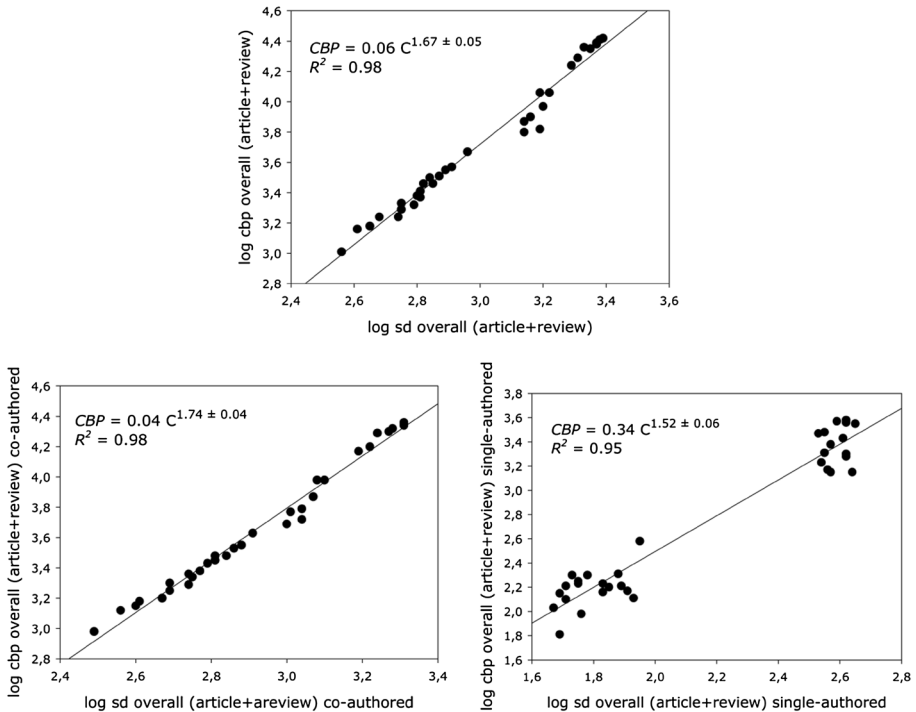 4,6
4,4
4,2
4,0
3,8
3,6
3,4
3,2
3,0
2,8
log cbp overall (article+review)
CBP = 0.06 C^1.67 ± 0.05
R² = 0.98
2,4 2,6 2,8 3,0 3,2 3,4 3,6
log sd overall (article+review)
4,6
4,4
4,2
4,0
3,8
3,6
3,4
3,2
3,0
2,8
log cbp overall (article+review) co-authored
CBP = 0.04 C^1.74 ± 0.04
R² = 0.98
2,4 2,6 2,8 3,0 3,2 3,4
log sd overall (article+areview) co-authored
3,8
3,6
3,4
3,2
3,0
2,8
2,6
2,4
2,2
2,0
1,8
1,6
log cbp overall (article+review) single-authored
CBP = 0.34 C^1.52 ± 0.06
R² = 0.95
1,6 1,8 2,0 2,2 2,4 2,6 2,8
log sd overall (article+review) single-authored